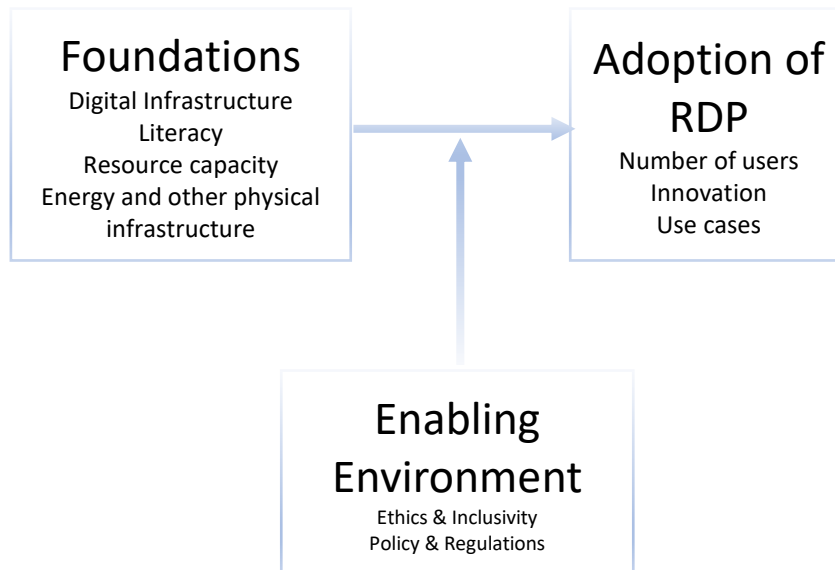 Foundations
Digital Infrastructure
Literacy
Resource capacity
Energy and other physical
infrastructure
Adoption of
RDP
Number of users
Innovation
Use cases
Enabling
Environment
Ethics & Inclusivity
Policy & Regulations